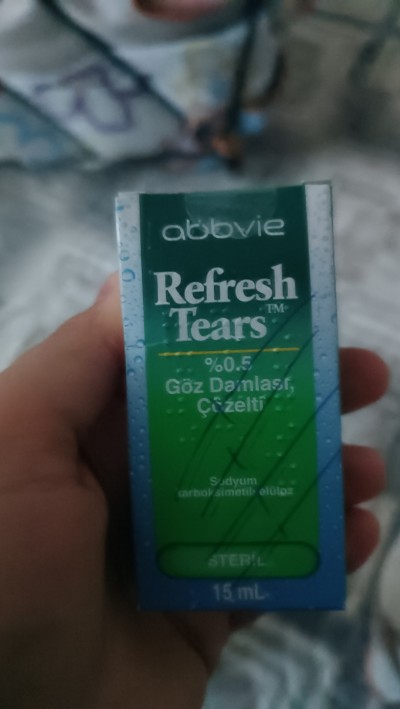 abbvie
Refresh
Tears™
%0.5
Göz Damlası,
Çözelti
Sodyum
karboksimetilselüloz
STERİL
15 mL